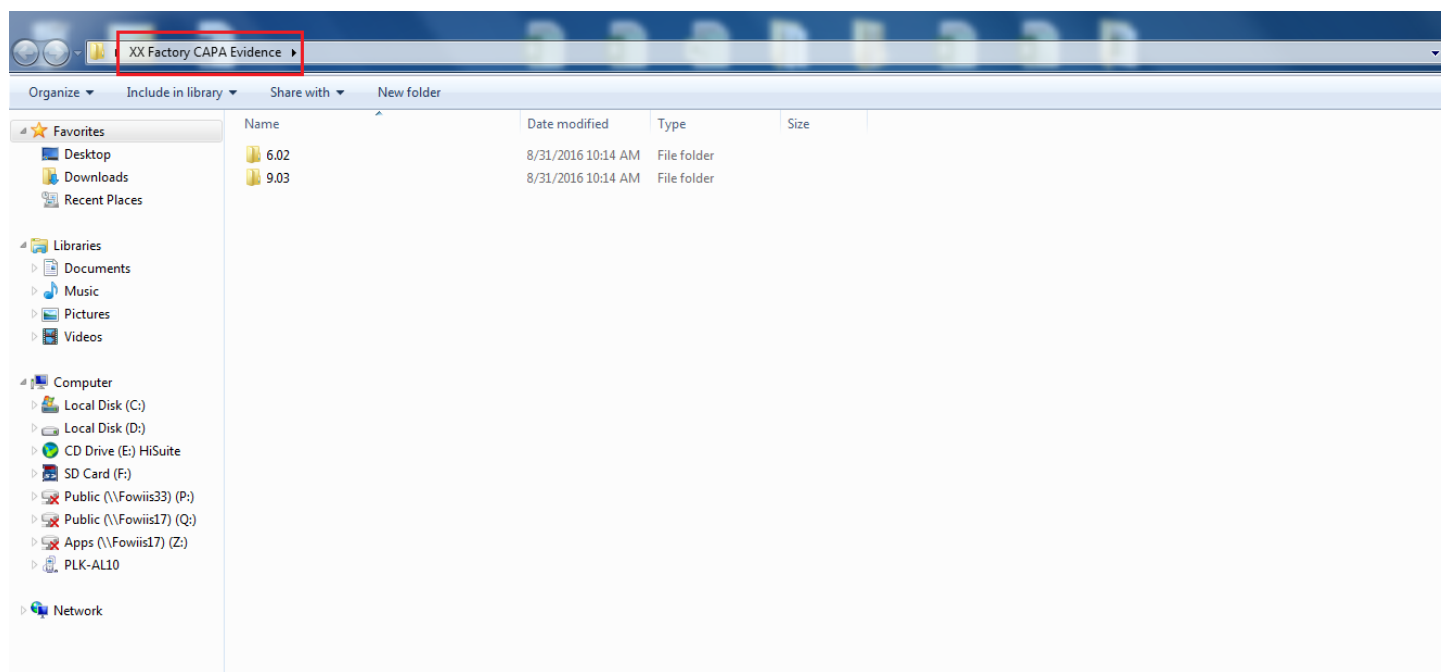 XX Factory CAPA Evidence
Organize Include in library Share with New folder
Name Date modified Type Size
6.02 8/31/2016 10:14 AM File folder
9.03 8/31/2016 10:14 AM File folder
Favorites
Desktop
Downloads
Recent Places
Libraries
Documents
Music
Pictures
Videos
Computer
Local Disk (C:)
Local Disk (D:)
CD Drive (E:) HiSuite
SD Card (F:)
Public (\\Fowiis33) (P:)
Public (\\Fowiis17) (Q:)
Apps (\\Fowiis17) (Z:)
PLK-AL10
Network